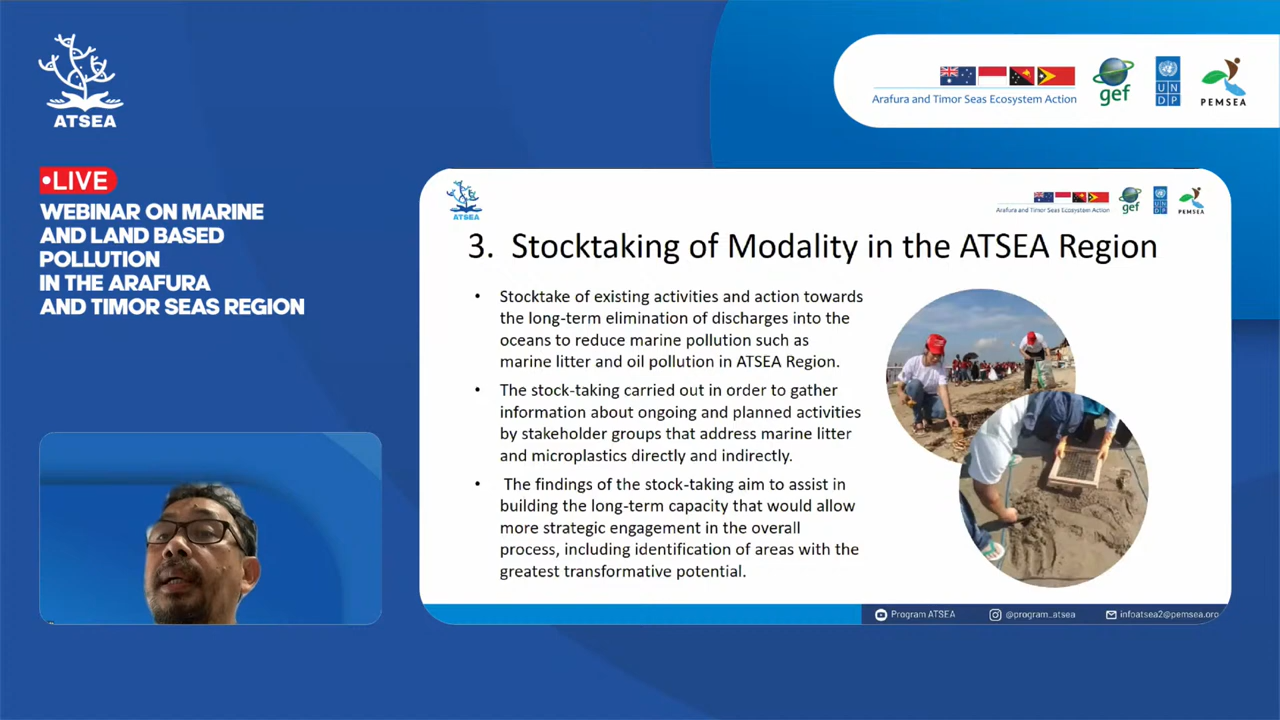 ATSEA
•LIVE
WEBINAR ON MARINE
AND LAND BASED
POLLUTION
IN THE ARAFURA
AND TIMOR SEAS REGION
Arafura and Timor Seas Ecosystem Action
gef
U N
D P
PEMSEA
ATSEA
Arafura and Timor Seas Ecosystem Action
gef
U N
D P
PEMSEA
3. Stocktaking of Modality in the ATSEA Region
• Stocktake of existing activities and action towards
the long-term elimination of discharges into the
oceans to reduce marine pollution such as
marine litter and oil pollution in ATSEA Region.
• The stock-taking carried out in order to gather
information about ongoing and planned activities
by stakeholder groups that address marine litter
and microplastics directly and indirectly.
• The findings of the stock-taking aim to assist in
building the long-term capacity that would allow
more strategic engagement in the overall
process, including identification of areas with the
greatest transformative potential.
Program ATSEA
@program_atsea
infoatsea2@pemsea.org